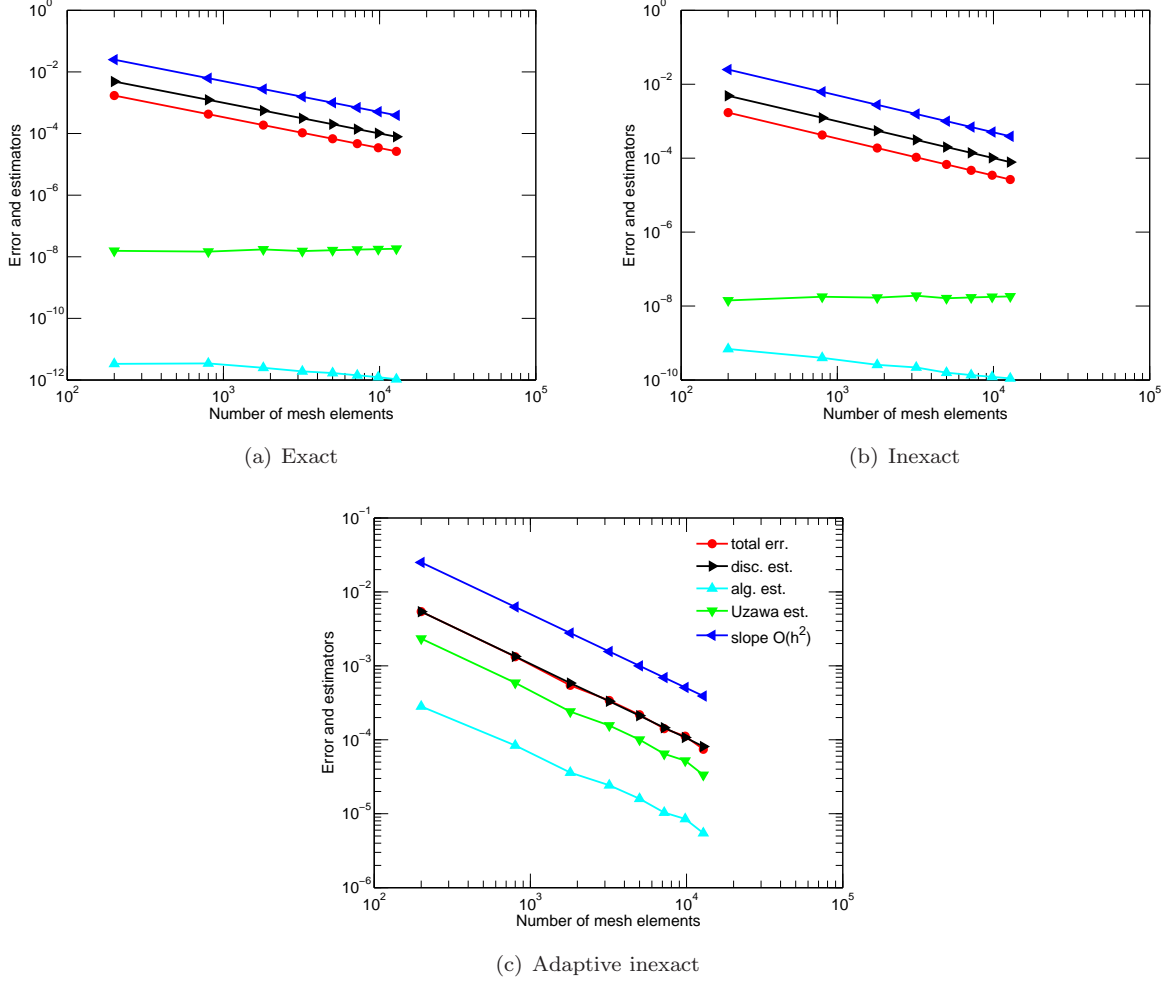 10^0
10^−2
10^−4
10^−6
10^−8
10^−10
10^−12
10^2
10^3
10^4
10^5
Error and estimators
Number of mesh elements
(a) Exact
10^0
10^−2
10^−4
10^−6
10^−8
10^−10
10^2
10^3
10^4
10^5
Error and estimators
Number of mesh elements
(b) Inexact
10^−1
10^−2
10^−3
10^−4
10^−5
10^−6
10^2
10^3
10^4
10^5
Error and estimators
Number of mesh elements
total err.
disc. est.
alg. est.
Uzawa est.
slope O(h^2)
(c) Adaptive inexact